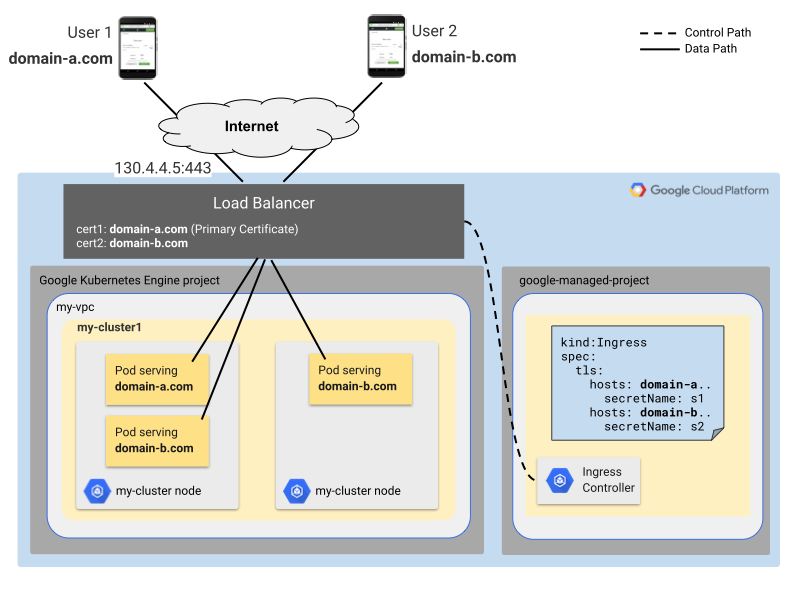 User 1
domain-a.com
User 2
domain-b.com
Control Path
Data Path
Internet
130.4.4.5:443
Google Cloud Platform
Load Balancer
cert1: domain-a.com (Primary Certificate)
cert2: domain-b.com
Google Kubernetes Engine project
my-vpc
my-cluster1
Pod serving
domain-a.com
Pod serving
domain-b.com
my-cluster node
Pod serving
domain-b.com
my-cluster node
google-managed-project
kind:Ingress
spec:
tls:
hosts: domain-a..
secretName: s1
hosts: domain-b..
secretName: s2
Ingress
Controller